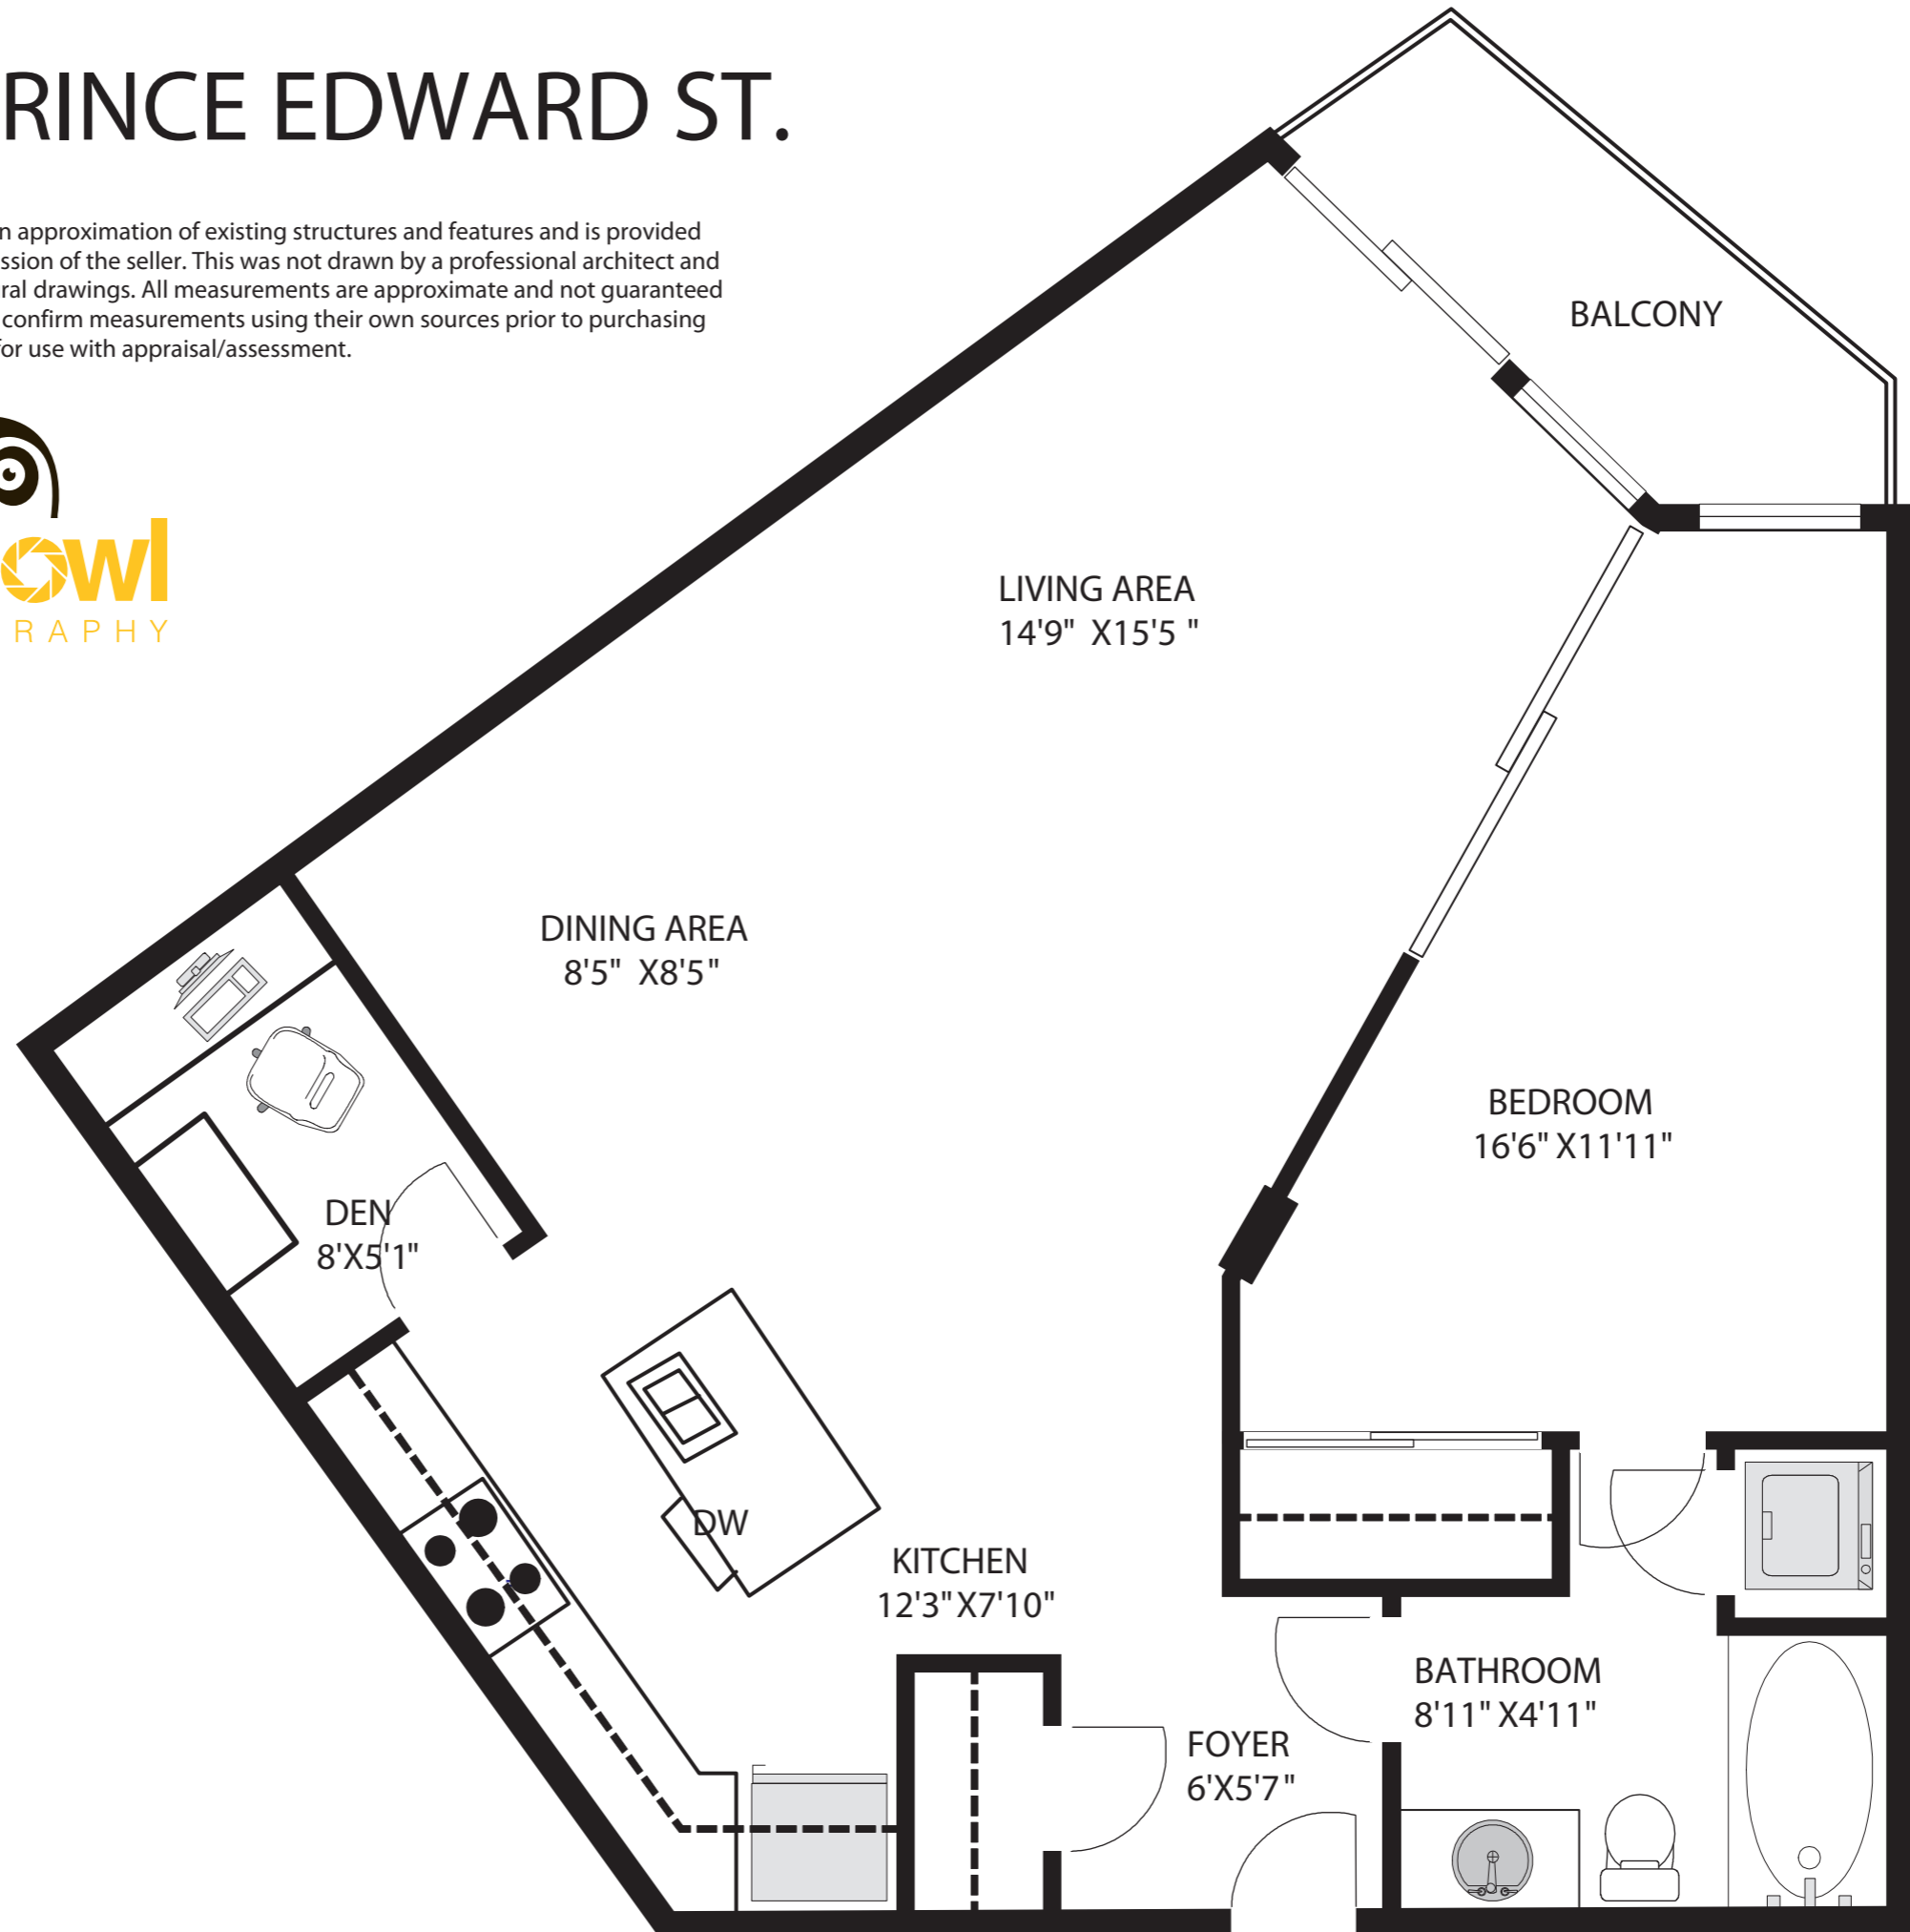 RINCE EDWARD ST.
n approximation of existing structures and features and is provided
ssion of the seller. This was not drawn by a professional architect and
ral drawings. All measurements are approximate and not guaranteed
confirm measurements using their own sources prior to purchasing
for use with appraisal/assessment.
owl
RAPHY
BALCONY
LIVING AREA
14'9" X15'5 "
DINING AREA
8'5" X8'5"
BEDROOM
16'6" X11'11"
DEN
8'X5'1"
DW
KITCHEN
12'3" X7'10"
BATHROOM
8'11" X4'11"
FOYER
6'X5'7"